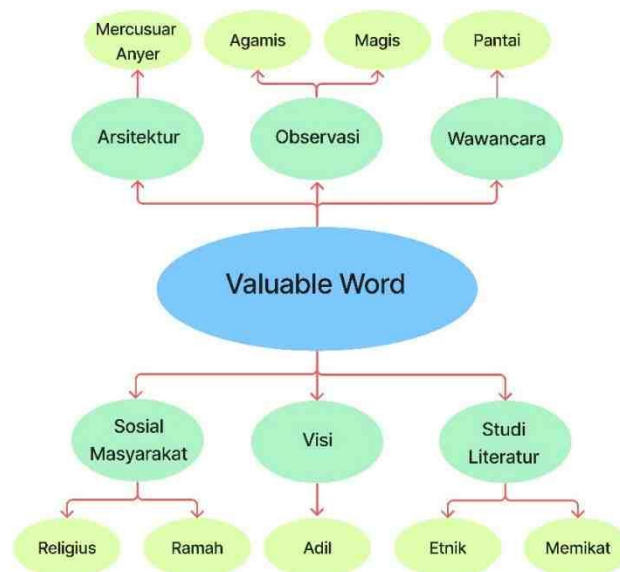 Mercusuar
Anyer
Agamis
Magis
Pantai
Arsitektur
Observasi
Wawancara
Valuable Word
Sosial
Masyarakat
Visi
Studi
Literatur
Religius
Ramah
Adil
Etnik
Memikat